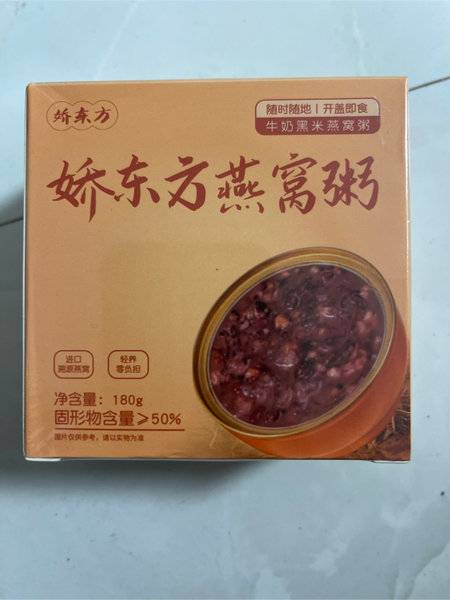 娇东方
随时随地丨开盖即食
牛奶黑米燕窝粥
娇东方燕窝粥
进口
溯源燕窝
轻养
零负担
净含量：180g
固形物含量≥50%
图片仅供参考，请以实物为准